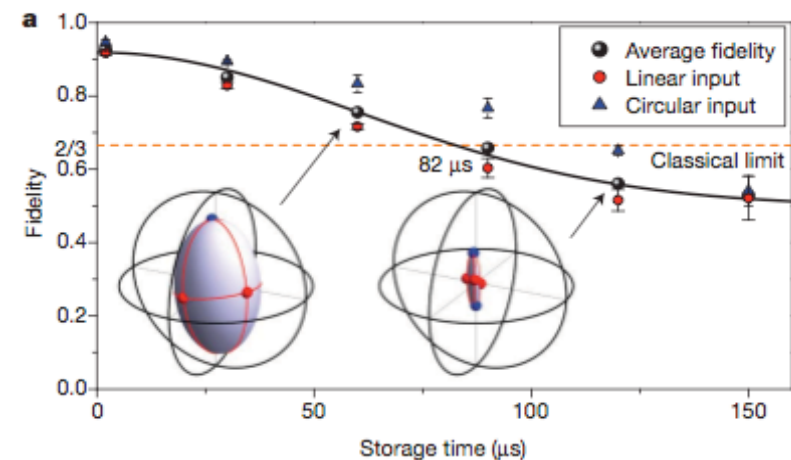 a
1.0
0.8
2/3
0.6
0.4
0.2
0.0
Fidelity
Average fidelity
Linear input
Circular input
82 μs
Classical limit
0
50
100
150
Storage time (μs)